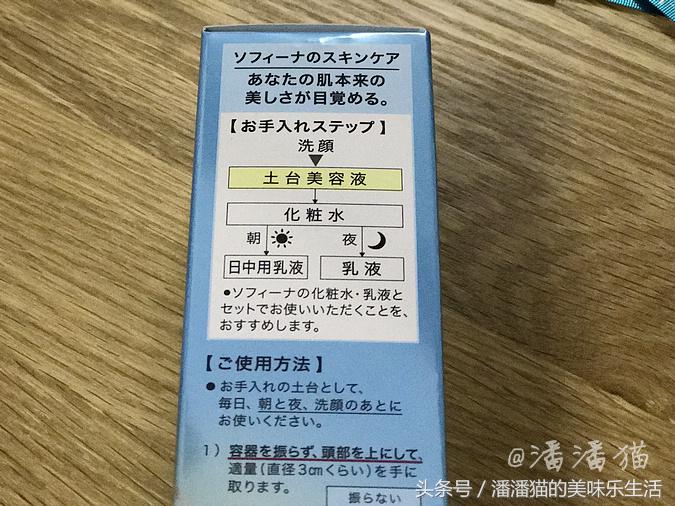 ソフィーナのスキンケア
あなたの肌本来の
美しさが目覚める。
【お手入れステップ】
洗顔
土台美容液
化粧水
朝 夜
日中用乳液 乳液
●ソフィーナの化粧水・乳液と
セットでお使いいただくことを、
おすすめします。
【ご使用方法】
●お手入れの土台として、
毎日、朝と夜、洗顔のあとに
お使いください。
1）容器を振らず、頭部を上にして、
適量(直径3㎝くらい)を手に
取ります。
振らない
@潘潘猫
头条号 / 潘潘猫的美味乐生活